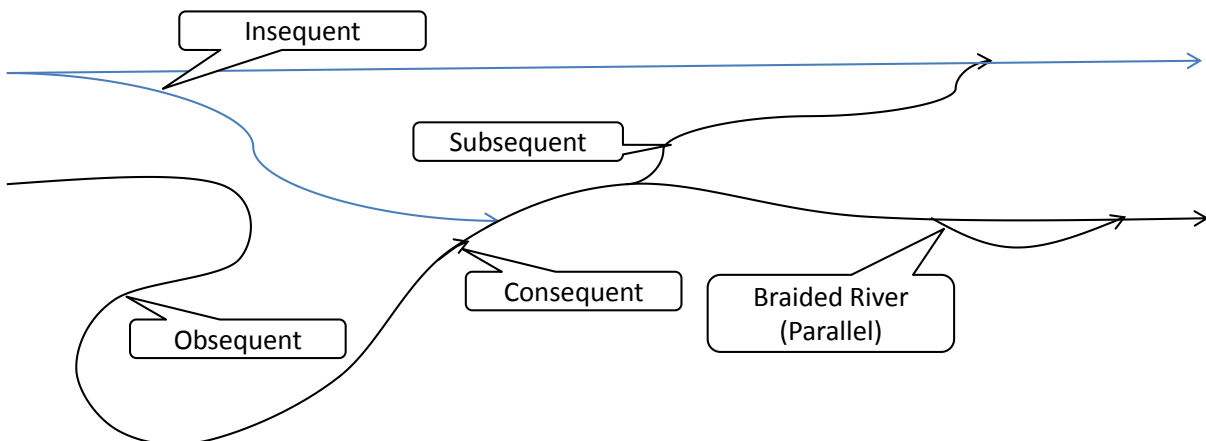 Insequent
Subsequent
Consequent
Braided River
(Parallel)
Obsequent